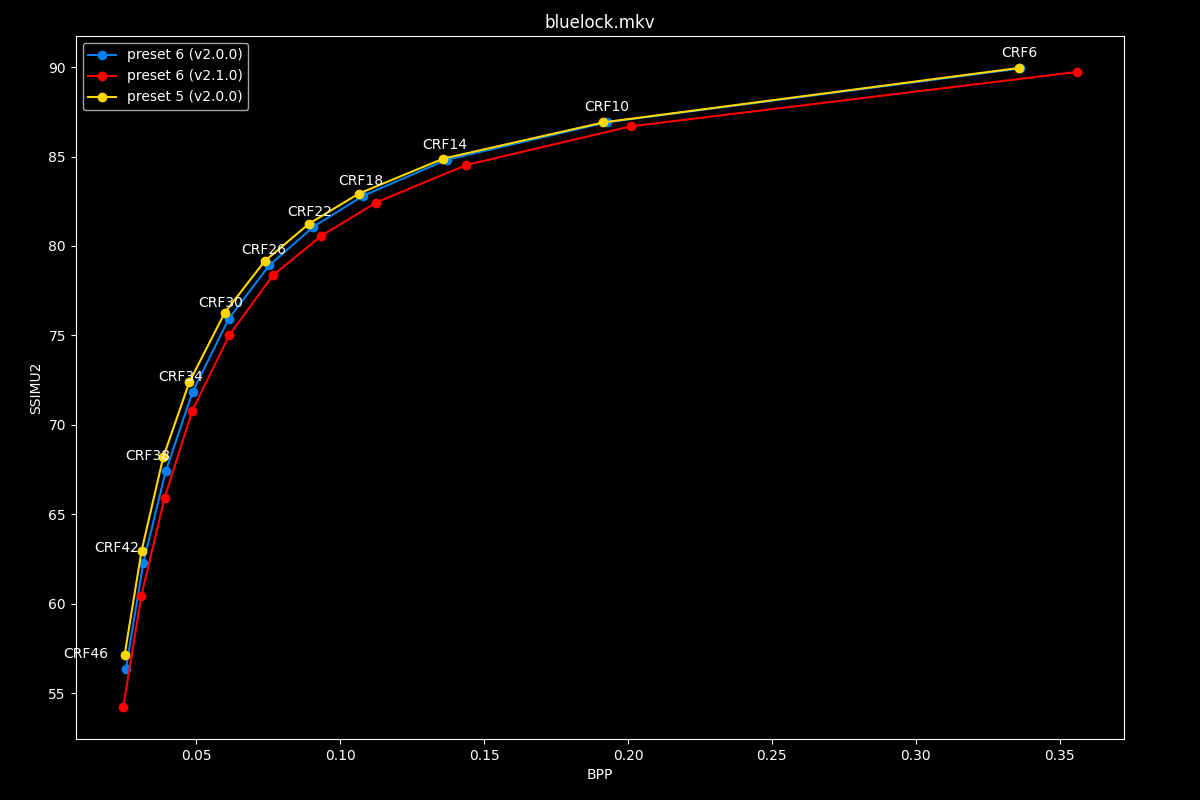 bluelock.mkv
preset 6 (v2.0.0)
preset 6 (v2.1.0)
preset 5 (v2.0.0)
CRF6
CRF10
CRF14
CRF18
CRF22
CRF26
CRF30
CRF34
CRF38
CRF42
CRF46
90
85
80
75
70
65
60
55
SSIMU2
0.05 0.10 0.15 0.20 0.25 0.30 0.35
BPP